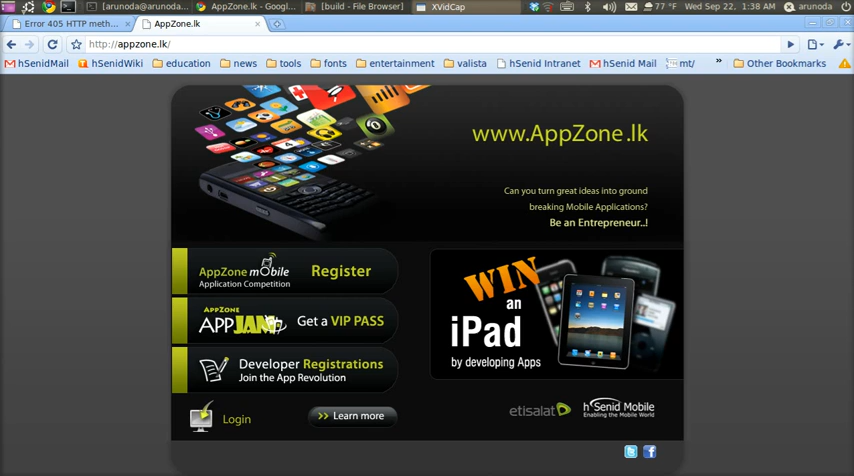 [arunoda@arunoda...
AppZone.lk - Googl...
[build - File Browser]
XVidCap
77 °F
Wed Sep 22, 1:38 AM
arunoda
Error 405 HTTP meth...
AppZone.lk
http://appzone.lk/
hSenidMail
hSenidWiki
education
news
tools
fonts
entertainment
valista
hSenid Intranet
hSenid Mail
mt/
»
Other Bookmarks
www.AppZone.lk
Can you turn great ideas into ground
breaking Mobile Applications?
Be an Entrepreneur..!
AppZone mobile
Application Competition
Register
APPZONE
APP JAM
Get a VIP PASS
Developer Registrations
Join the App Revolution
Login
>> Learn more
WIN
an
iPad
by developing Apps
etisalat
hSenid Mobile
Enabling the Mobile World